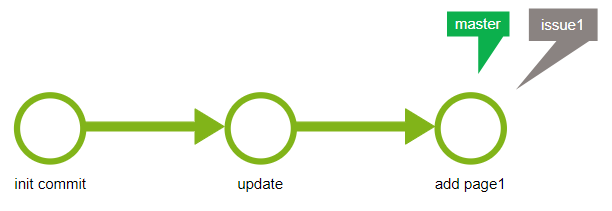 master
issue1
init commit
update
add page1